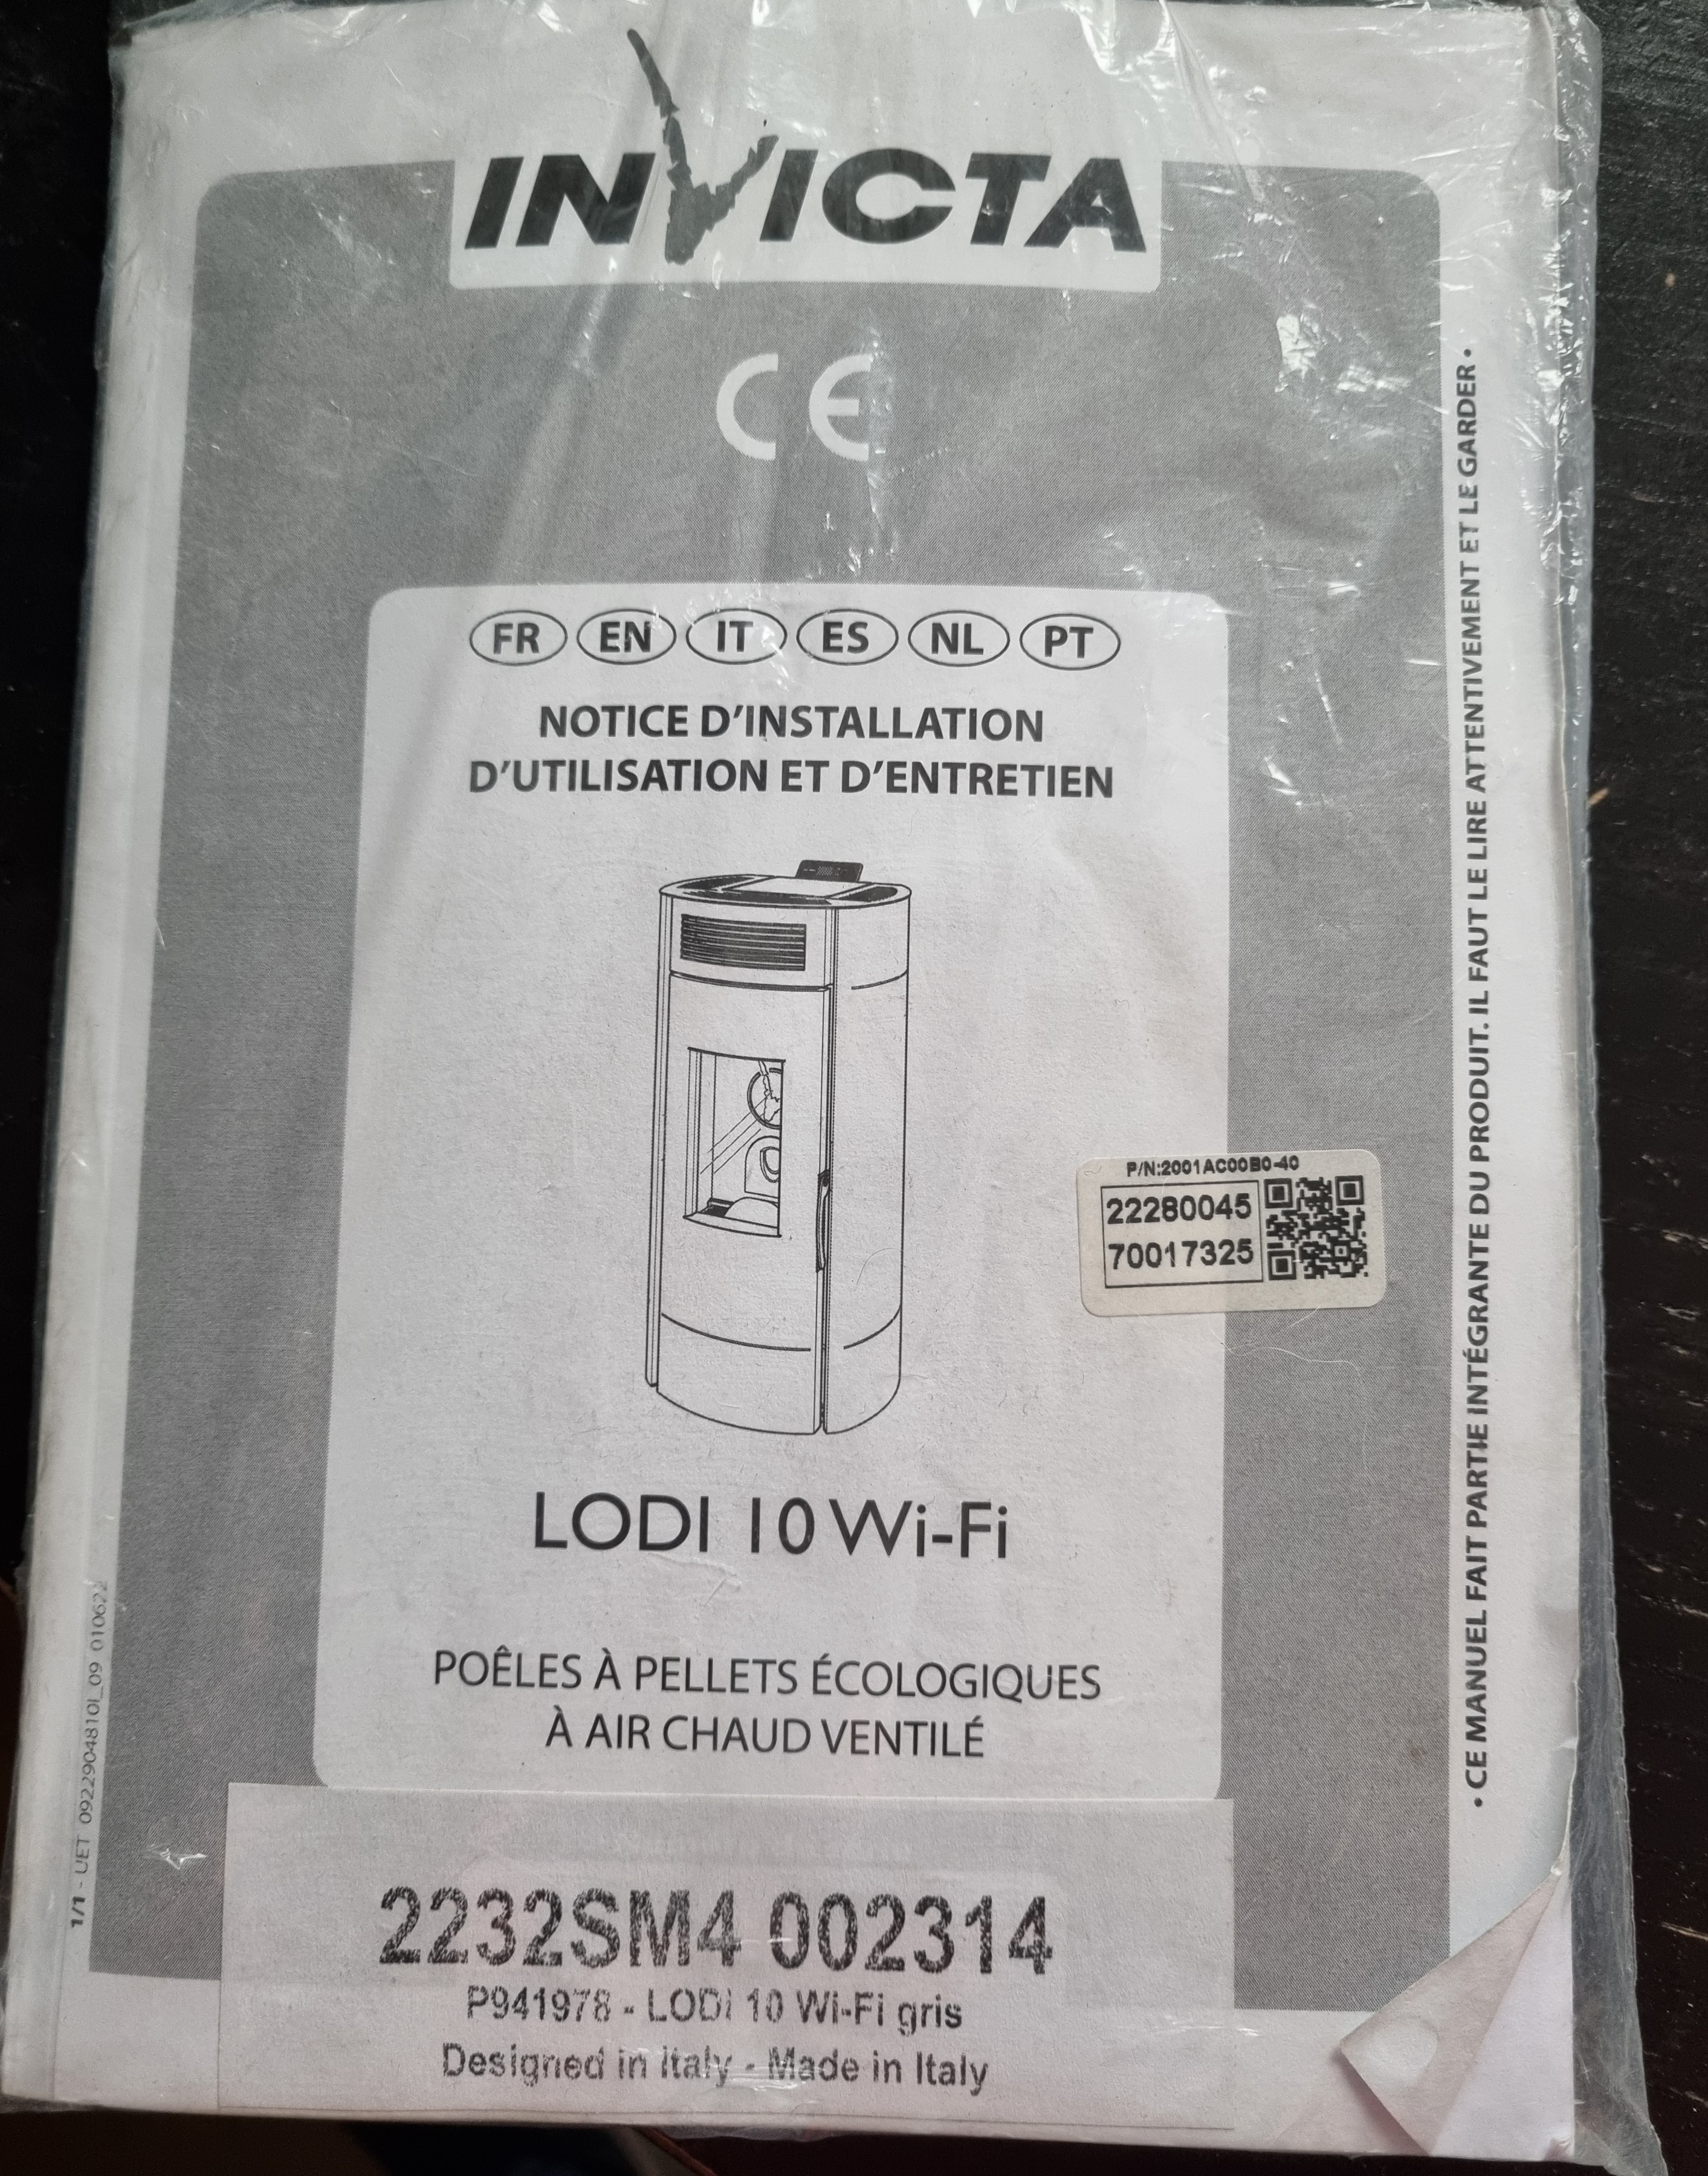 INVICTA
CE
FR EN IT ES NL PT
NOTICE D'INSTALLATION
D'UTILISATION ET D'ENTRETIEN
P/N:2001AC00B0-40
22280045
70017325
LODI 10 Wi-Fi
POÊLES À PELLETS ÉCOLOGIQUES
À AIR CHAUD VENTILÉ
2232SM4 002314
P941978 - LODI 10 Wi-Fi gris
Designed in Italy - Made in Italy
• CE MANUEL FAIT PARTIE INTÉGRANTE DU PRODUIT. IL FAUT LE LIRE ATTENTIVEMENT ET LE GARDER •
1/1 - UET 092290481OI_09 010622